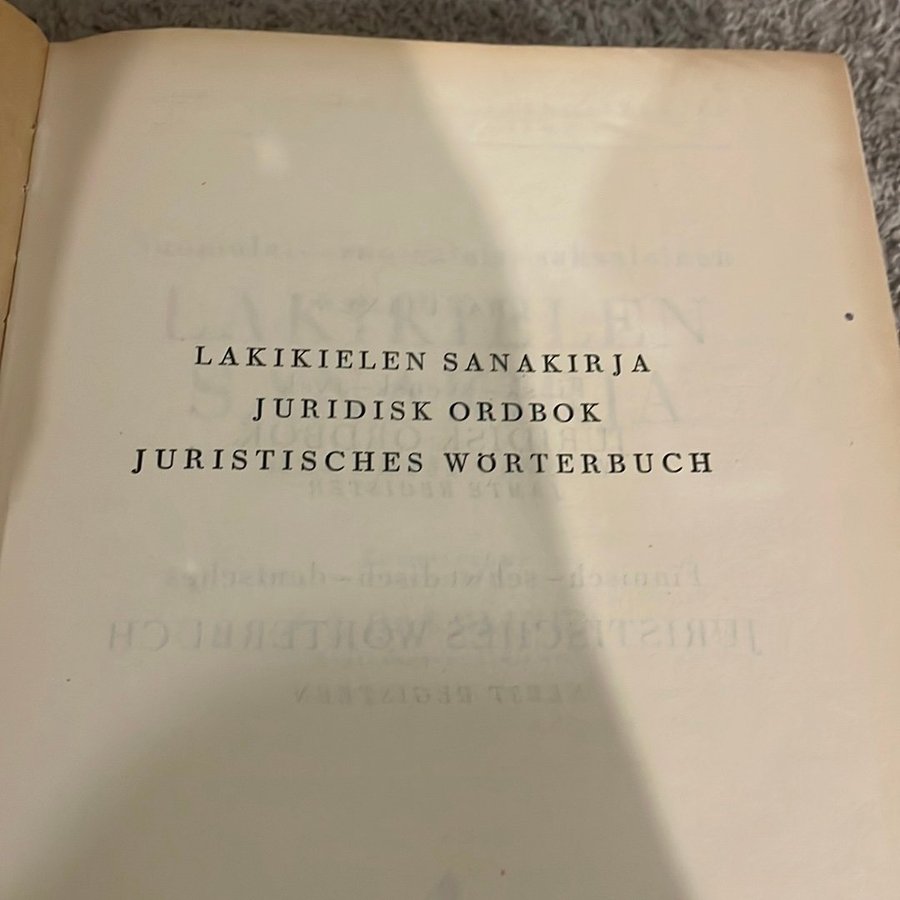 LAKIKIELEN SANAKIRJA
JURIDISK ORDBOK
JURISTISCHES WÖRTERBUCH